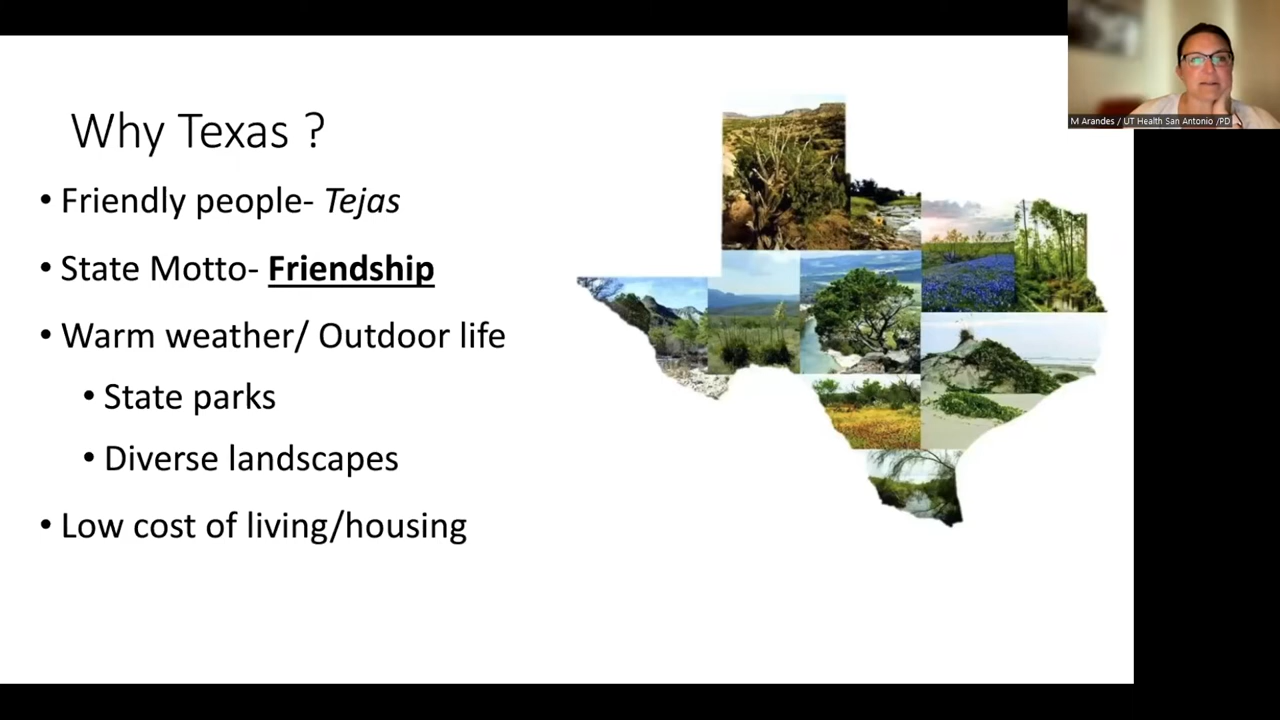 M Arandes / UT Health San Antonio /PD
Why Texas ?
• Friendly people- Tejas
• State Motto- Friendship
• Warm weather/ Outdoor life
• State parks
• Diverse landscapes
• Low cost of living/housing